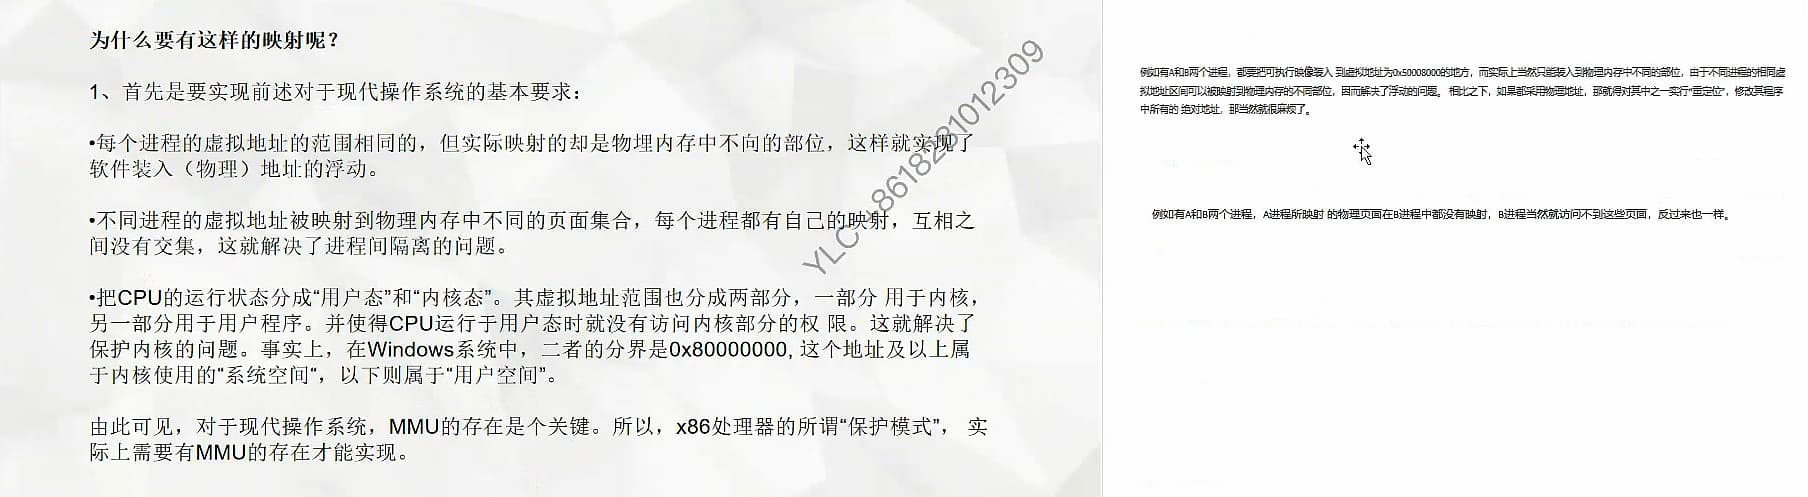 为什么要有这样的映射呢？
1、首先是要实现前述对于现代操作系统的基本要求：
•每个进程的虚拟地址的范围相同的，但实际映射的却是物理内存中不向的部位，这样就实现了
软件装入（物理）地址的浮动。
•不同进程的虚拟地址被映射到物理内存中不同的页面集合，每个进程都有自己的映射，互相之
间没有交集，这就解决了进程间隔离的问题。
•把CPU的运行状态分成“用户态”和“内核态”。其虚拟地址范围也分成两部分，一部分 用于内核，
另一部分用于用户程序。并使得CPU运行于用户态时就没有访问内核部分的权 限。这就解决了
保护内核的问题。事实上，在Windows系统中，二者的分界是0x80000000, 这个地址及以上属
于内核使用的“系统空间“，以下则属于“用户空间”。
由此可见，对于现代操作系统，MMU的存在是个关键。所以，x86处理器的所谓“保护模式”， 实
际上需要有MMU的存在才能实现。
YLC 8618231012309
例如有A和B两个进程，都要把可执行映像装入 到虚拟地址为0x50008000的地方，而实际上当然只能装入到物理内存中不同的部位，由于不同进程的相同虚
拟地址区间可以被映射到物理内存的不同部位，因而解决了浮动的问题。 相比之下，如果都采用物理地址，那就得对其中之一实行“重定位”，修改其程序
中所有的 绝对地址，那当然就很麻烦了。
例如有A和B两个进程，A进程所映射 的物理页面在B进程中都没有映射，B进程当然就访问不到这些页面，反过来也一样。